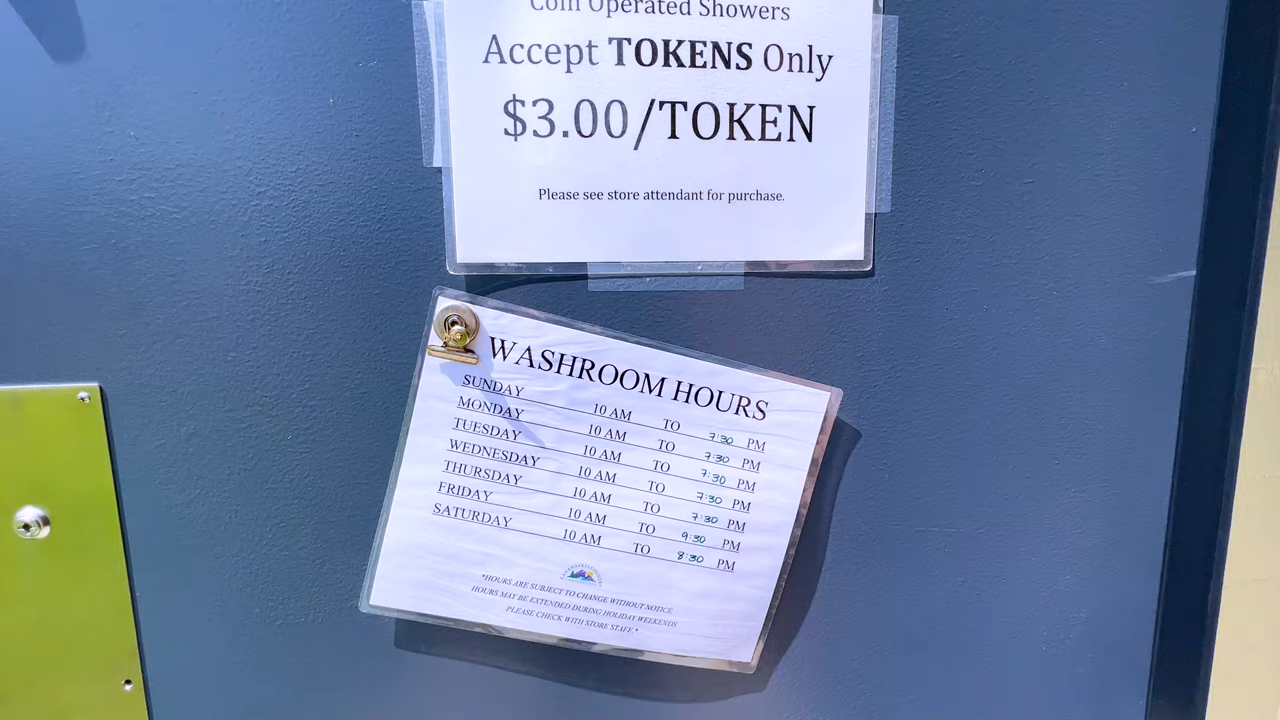 Coin Operated Showers
Accept TOKENS Only
$3.00/TOKEN
Please see store attendant for purchase.
WASHROOM HOURS
SUNDAY 10 AM TO 7:30 PM
MONDAY 10 AM TO 7:30 PM
TUESDAY 10 AM TO 7:30 PM
WEDNESDAY 10 AM TO 7:30 PM
THURSDAY 10 AM TO 7:30 PM
FRIDAY 10 AM TO 9:30 PM
SATURDAY 10 AM TO 8:30 PM
*HOURS ARE SUBJECT TO CHANGE WITHOUT NOTICE
HOURS MAY BE EXTENDED DURING HOLIDAY WEEKENDS
PLEASE CHECK WITH STORE STAFF.*